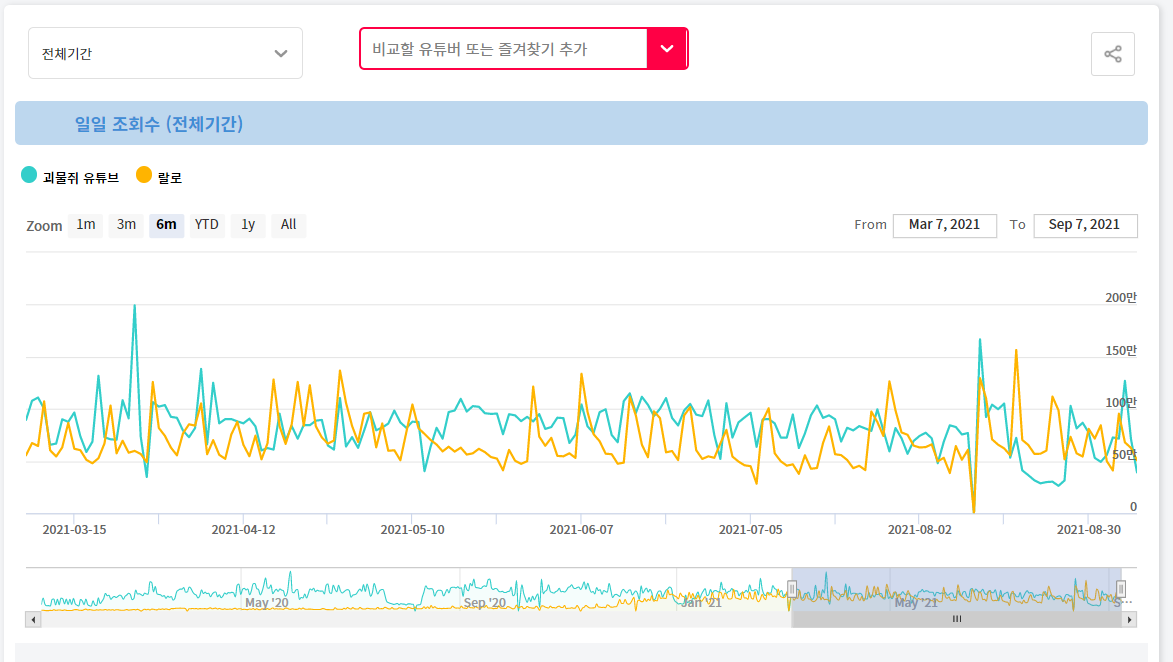 전체기간
비교할 유튜버 또는 즐겨찾기 추가
일일 조회수 (전체기간)
괴물쥐 유튜브 랄로
Zoom 1m 3m 6m YTD 1y All From Mar 7, 2021 To Sep 7, 2021
200만
150만
100만
50만
0
2021-03-15 2021-04-12 2021-05-10 2021-06-07 2021-07-05 2021-08-02 2021-08-30
May '20 Sep '20 Jan '21 May '21 S…